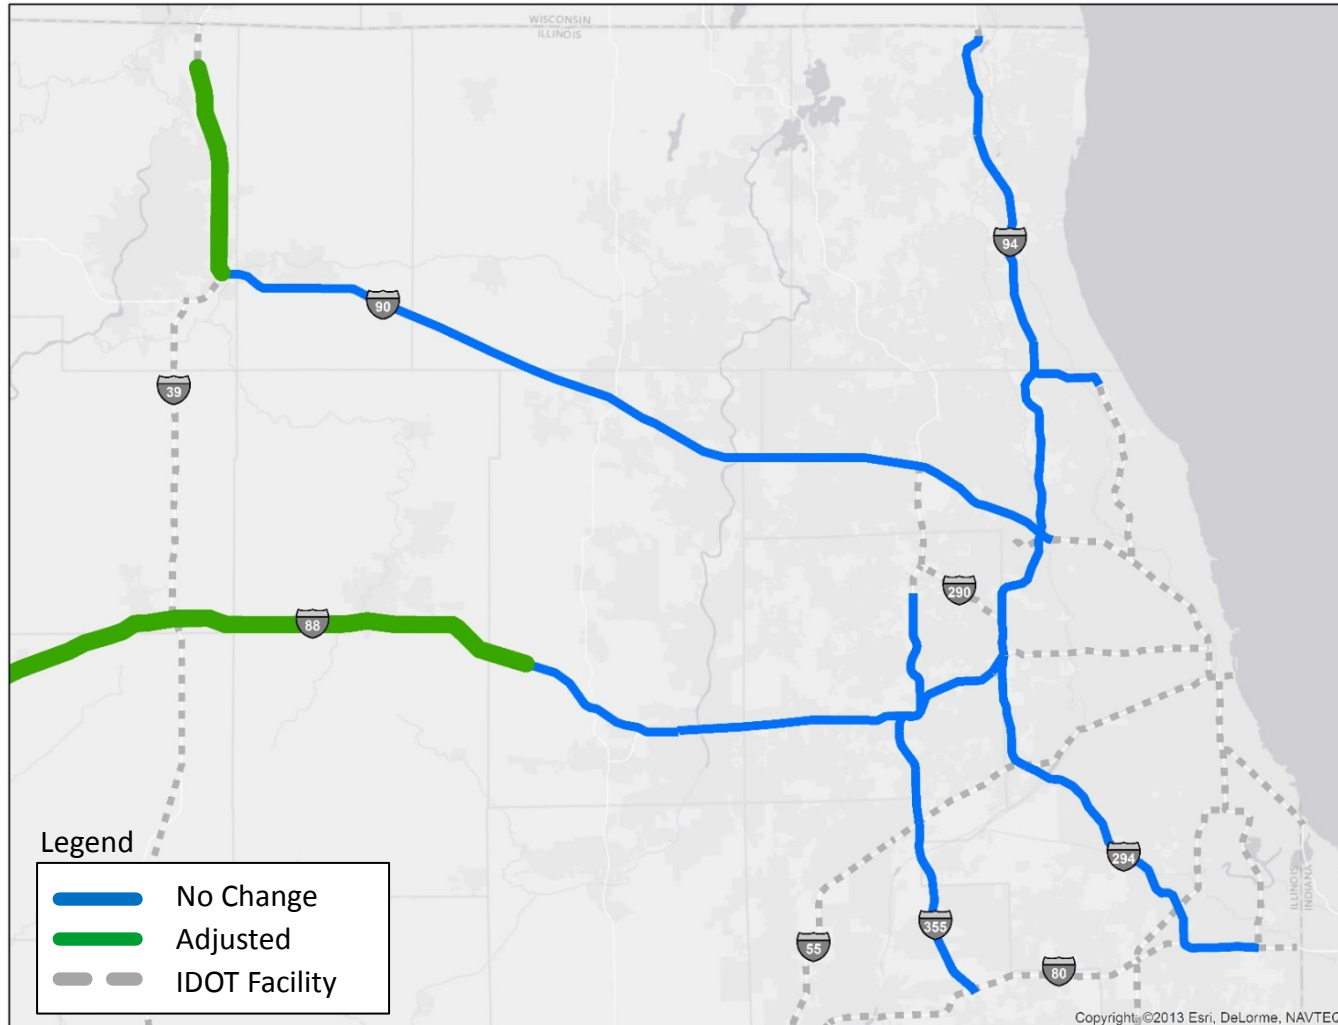 WISCONSIN
ILLINOIS
94
90
39
290
88
294
355
55
80
ILLINOIS
INDIANA
Legend
No Change
Adjusted
IDOT Facility
Copyright: ©2013 Esri, DeLorme, NAVTEQ